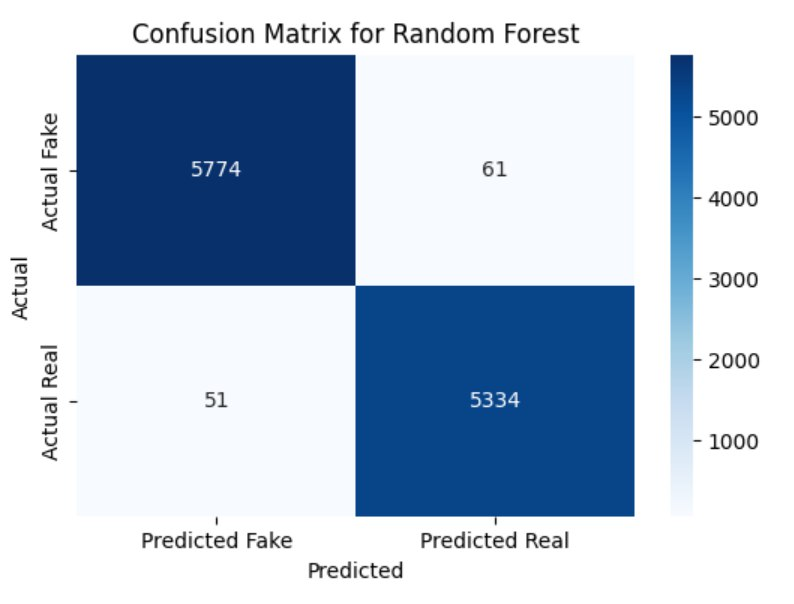 Confusion Matrix for Random Forest
Actual
Actual Fake
5774
61
Actual Real
51
5334
Predicted Fake
Predicted Real
Predicted
5000
4000
3000
2000
1000